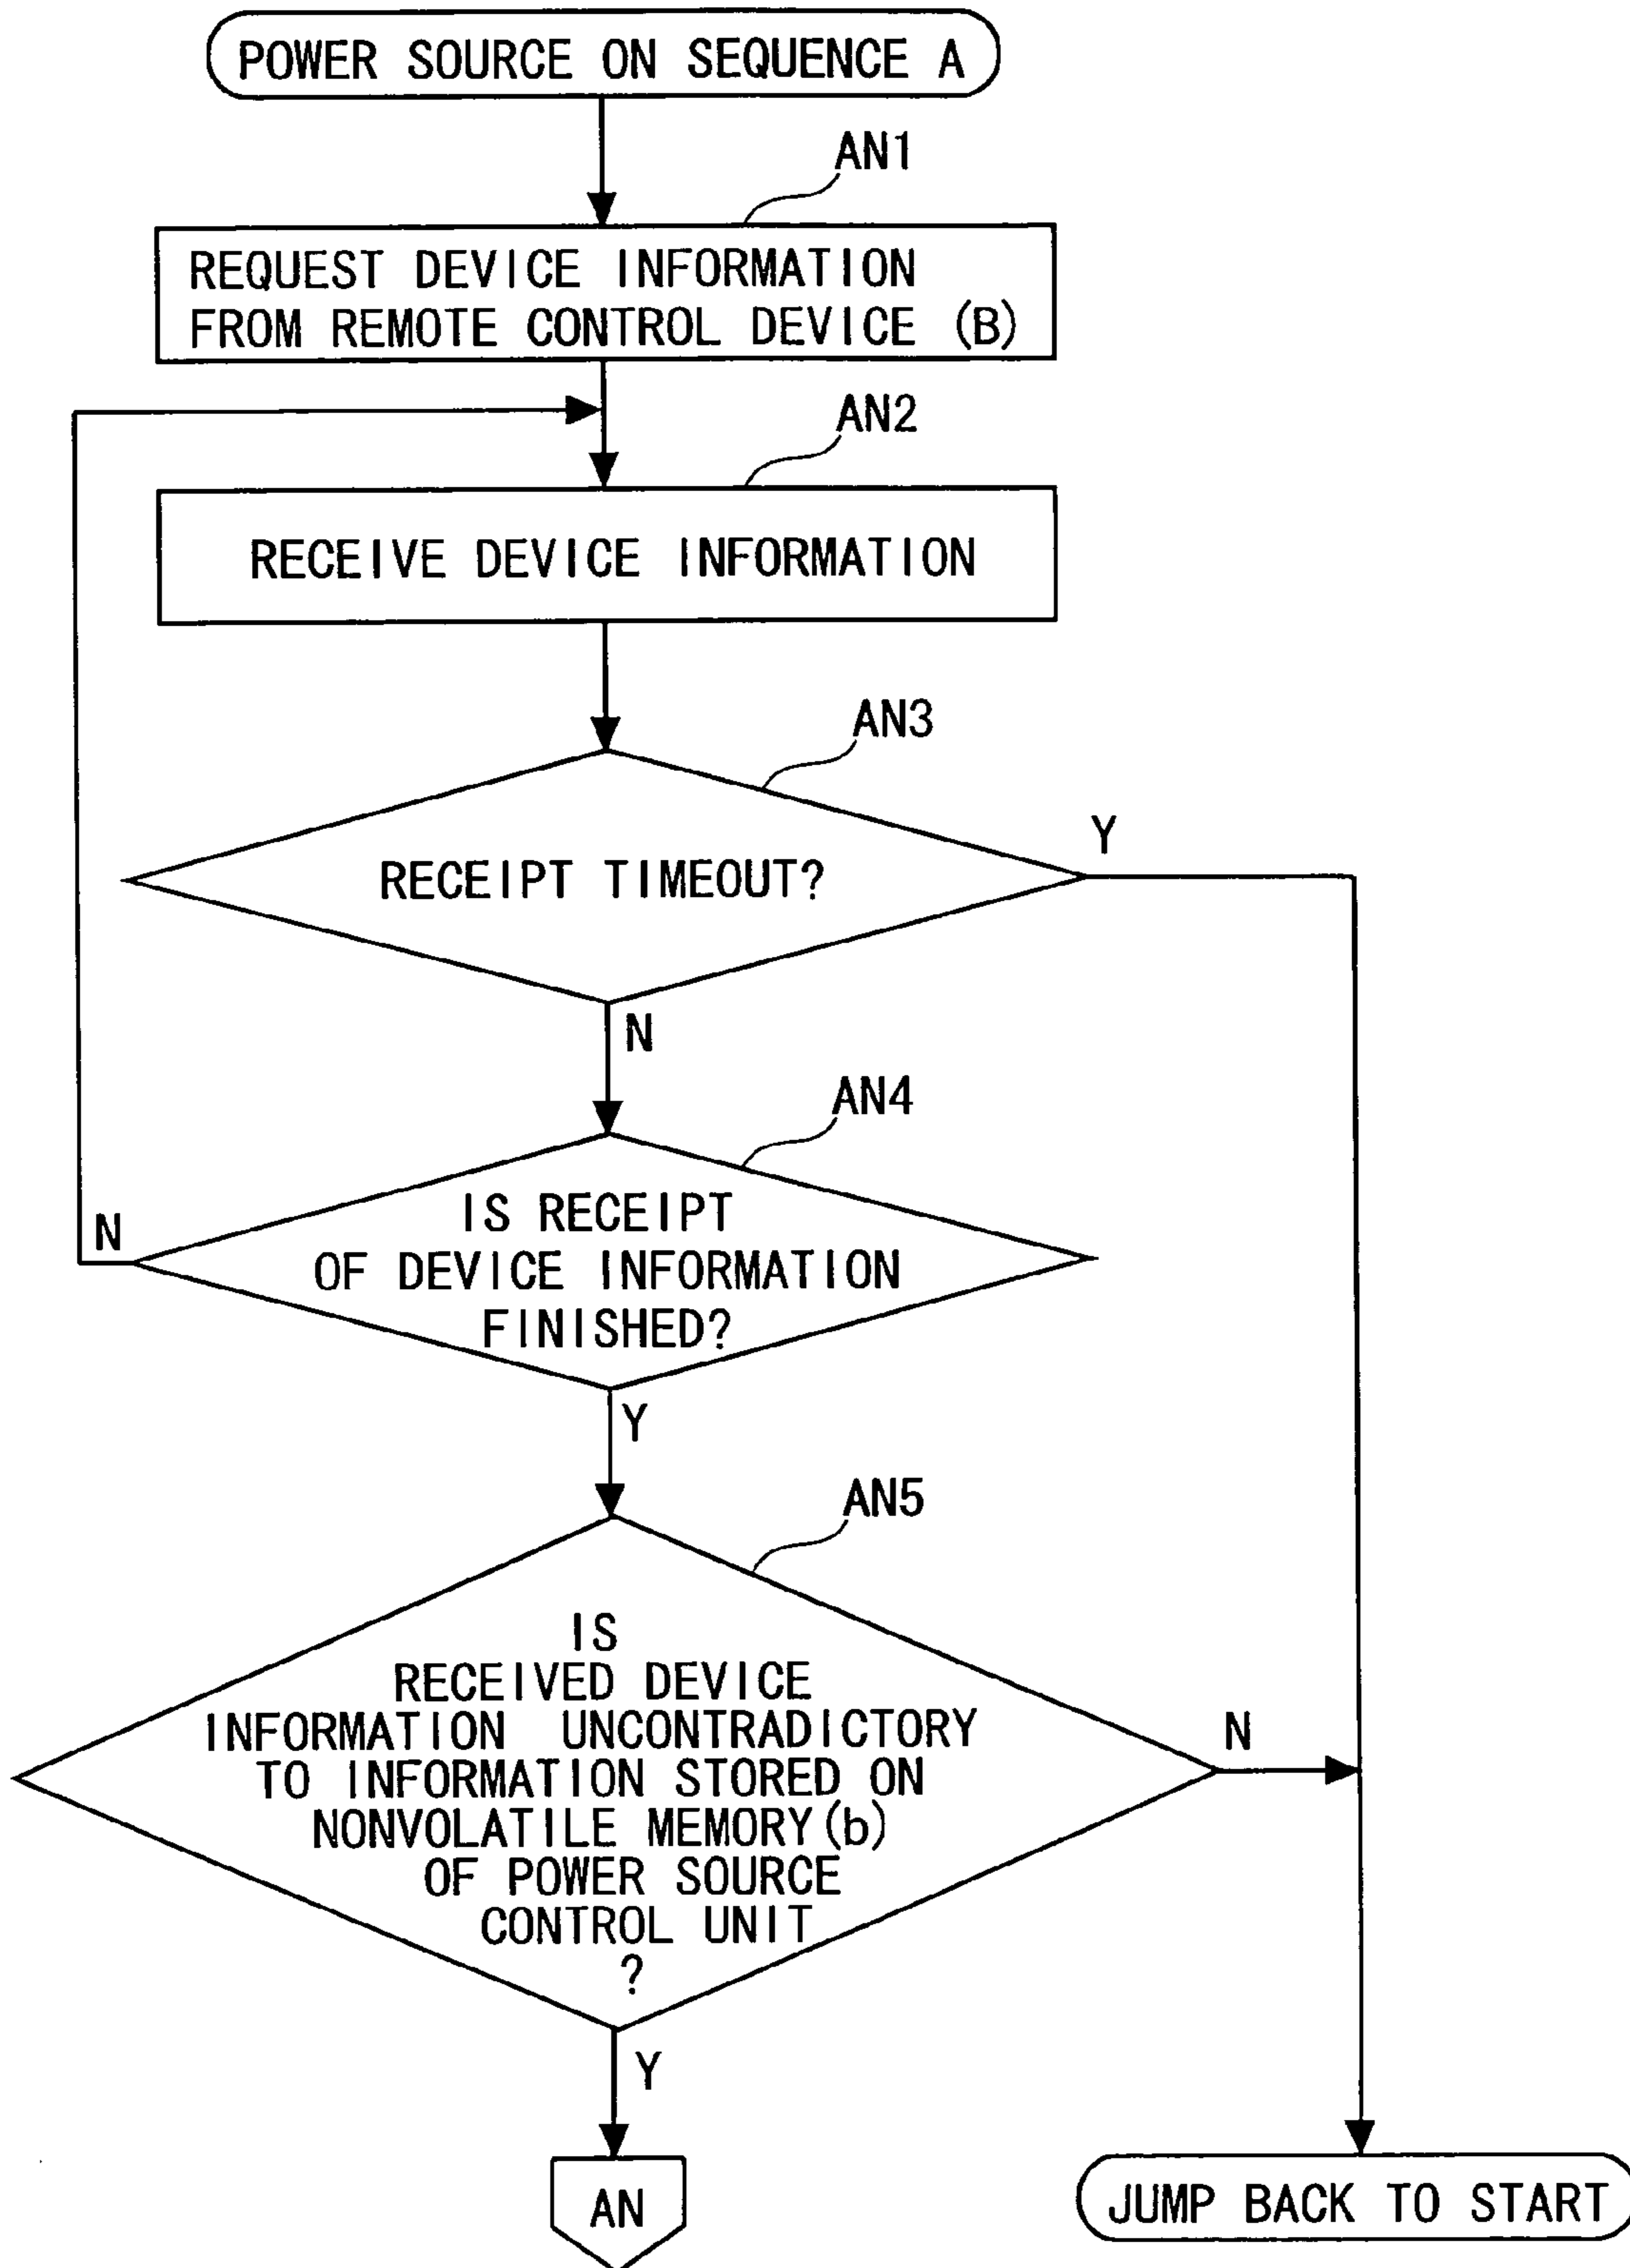 POWER SOURCE ON SEQUENCE A
AN1
REQUEST DEVICE INFORMATION
FROM REMOTE CONTROL DEVICE (B)
AN2
RECEIVE DEVICE INFORMATION
AN3
RECEIPT TIMEOUT?
Y
N
AN4
IS RECEIPT
OF DEVICE INFORMATION
FINISHED?
N
Y
AN5
IS
RECEIVED DEVICE
INFORMATION UNCONTRADICTORY
TO INFORMATION STORED ON
NONVOLATILE MEMORY(b)
OF POWER SOURCE
CONTROL UNIT
?
N
Y
AN
JUMP BACK TO START